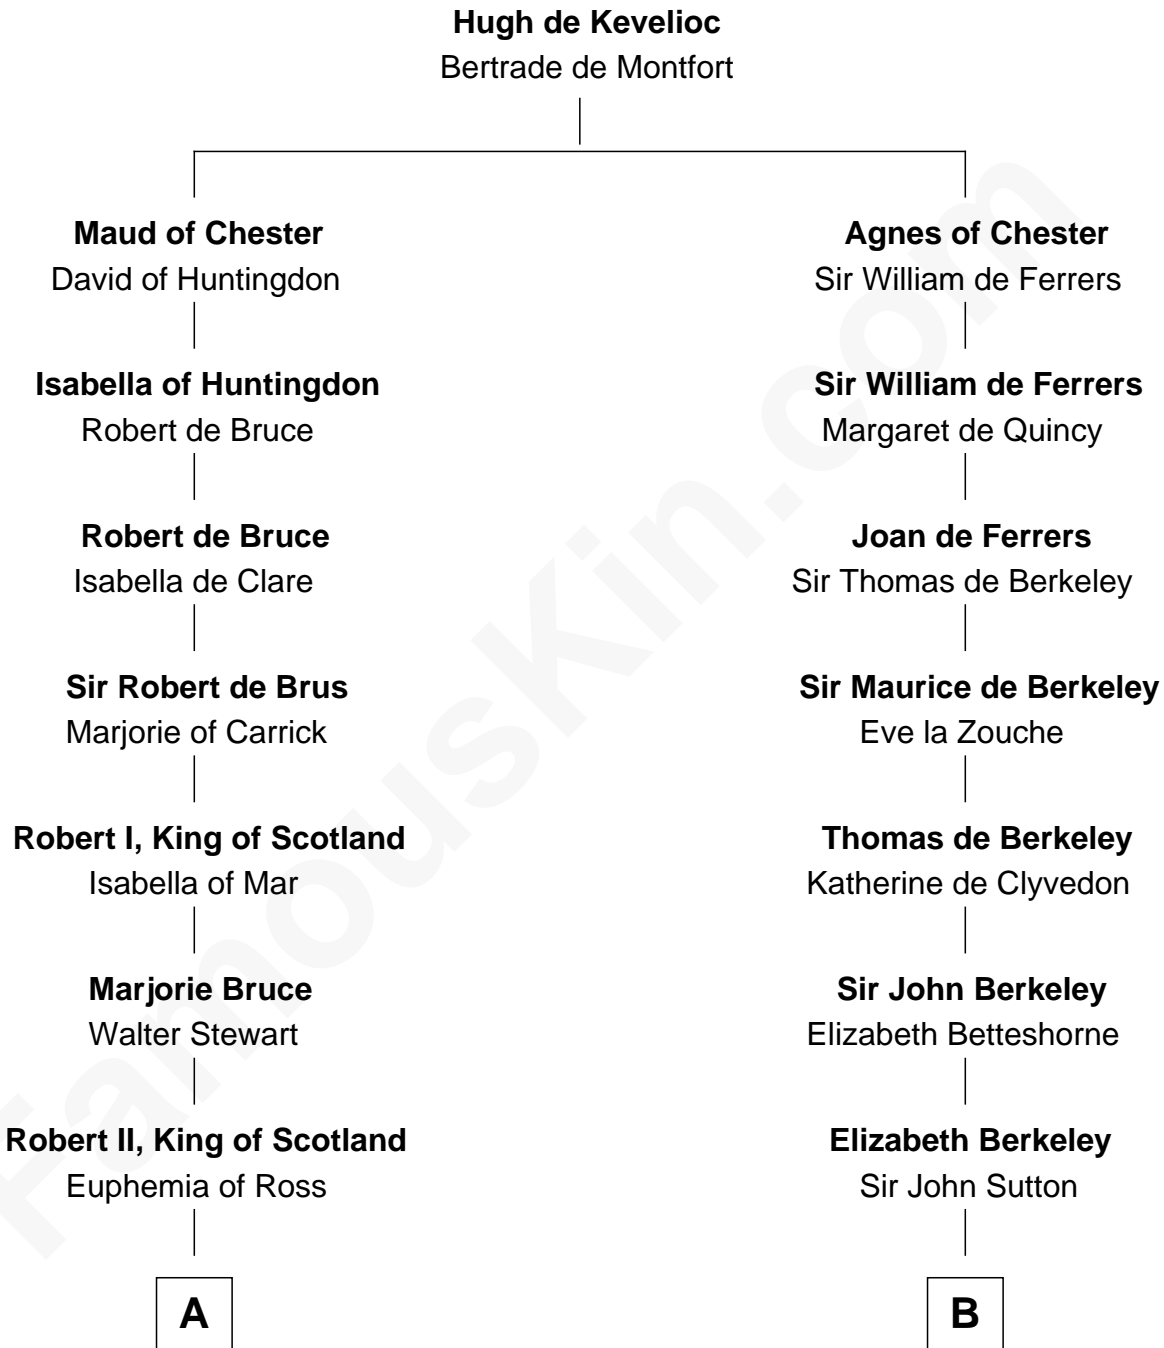 Hugh de Kevelioc
Bertrade de Montfort
Maud of Chester
David of Huntingdon
Agnes of Chester
Sir William de Ferrers
Isabella of Huntingdon
Robert de Bruce
Sir William de Ferrers
Margaret de Quincy
Robert de Bruce
Isabella de Clare
Joan de Ferrers
Sir Thomas de Berkeley
Sir Robert de Brus
Marjorie of Carrick
Sir Maurice de Berkeley
Eve la Zouche
Robert I, King of Scotland
Isabella of Mar
Thomas de Berkeley
Katherine de Clyvedon
Marjorie Bruce
Walter Stewart
Sir John Berkeley
Elizabeth Betteshorne
Robert II, King of Scotland
Euphemia of Ross
Elizabeth Berkeley
Sir John Sutton
A
B
FamousKin.com